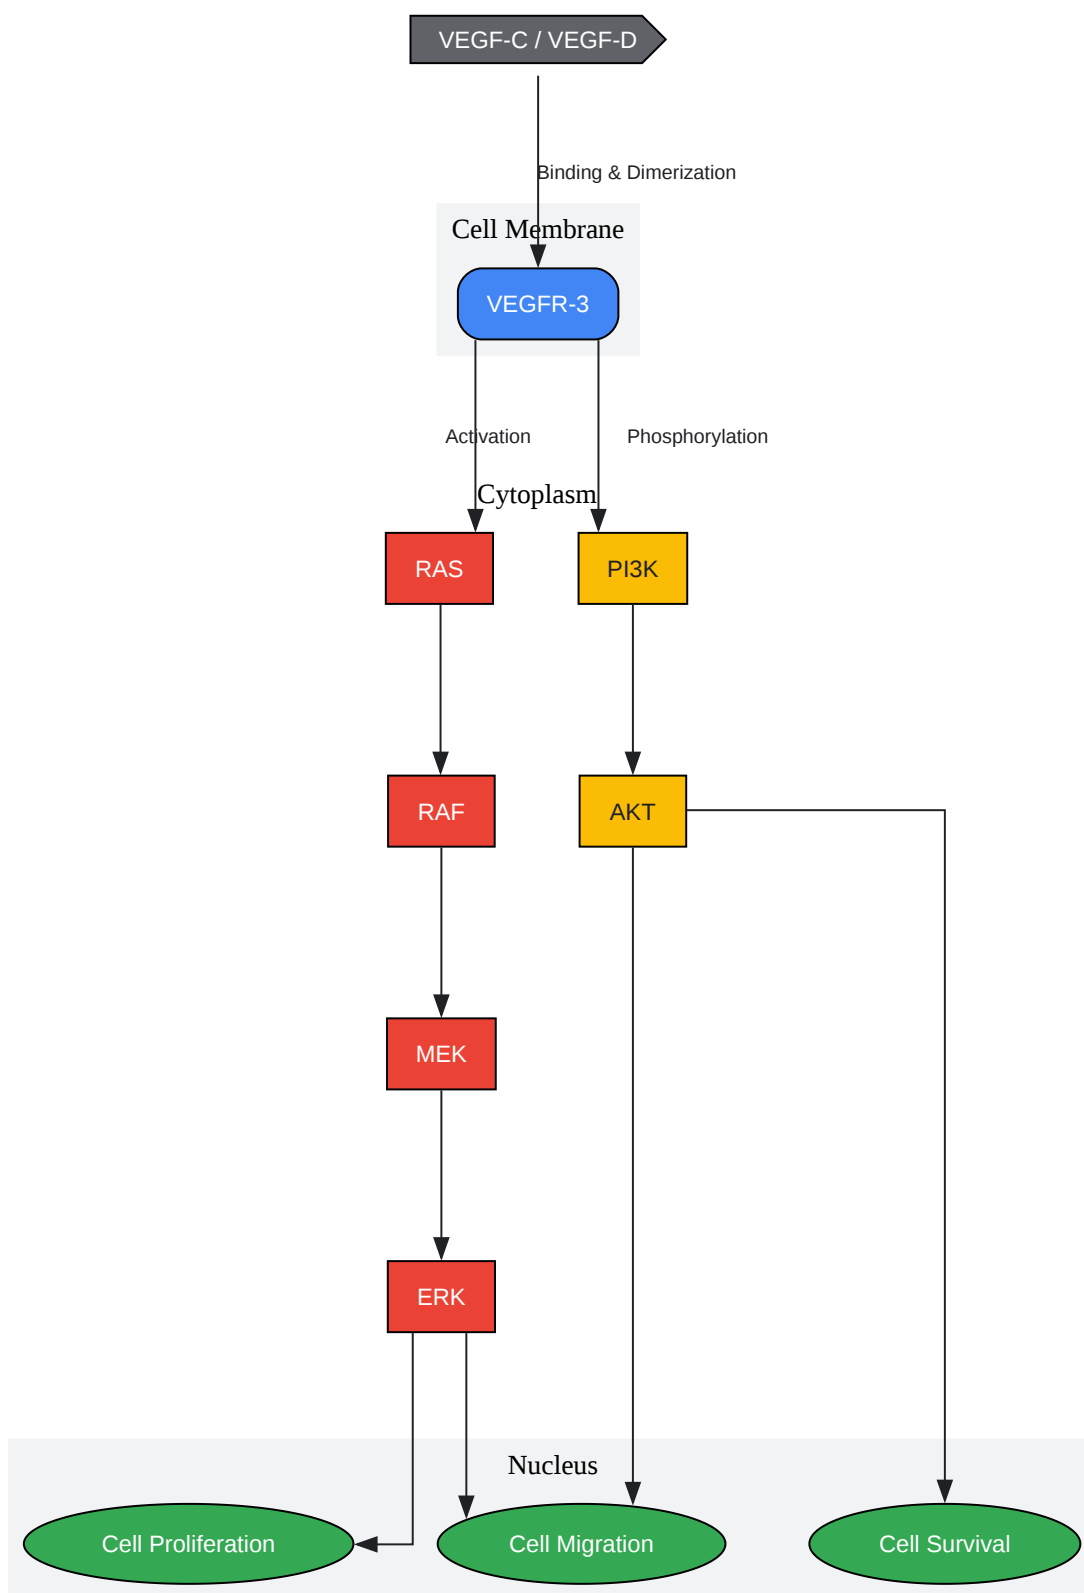 VEGF-C / VEGF-D
Binding & Dimerization
Cell Membrane
VEGFR-3
Activation
Phosphorylation
Cytoplasm
RAS
PI3K
RAF
AKT
MEK
ERK
Nucleus
Cell Proliferation
Cell Migration
Cell Survival